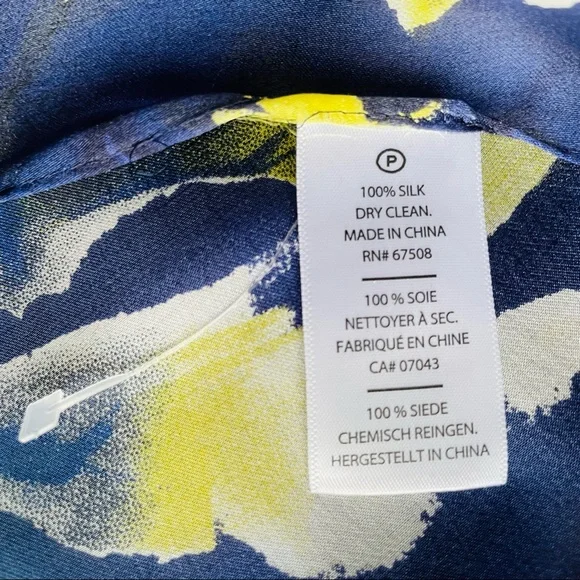 P
100% SILK
DRY CLEAN.
MADE IN CHINA
RN# 67508
100 % SOIE
NETTOYER À SEC.
FABRIQUÉ EN CHINE
CA# 07043
100 % SIEDE
CHEMISCH REINGEN.
HERGESTELLT IN CHINA